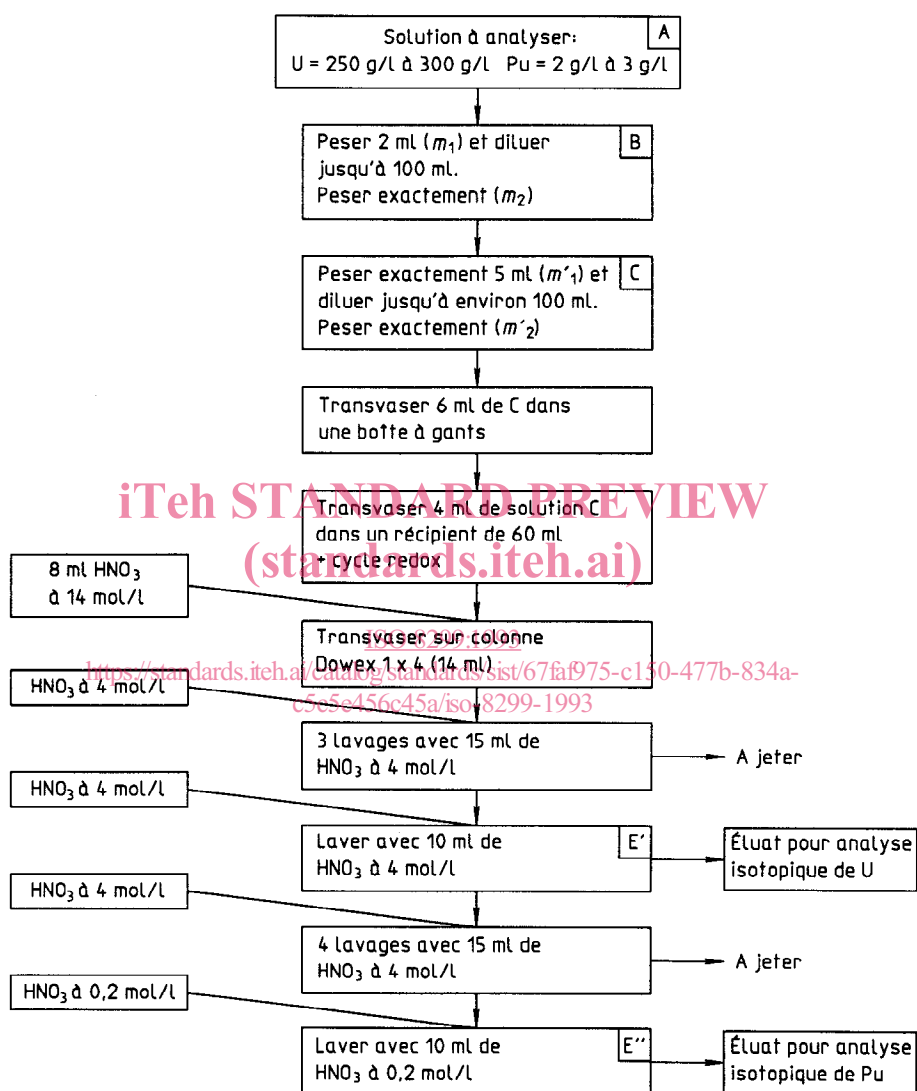 Solution à analyser:
A
U = 250 g/l à 300 g/l Pu = 2 g/l à 3 g/l
Peser 2 ml (m₁) et diluer
B
jusqu'à 100 ml.
Peser exactement (m₂)
Peser exactement 5 ml (m´₁) et
C
diluer jusqu'à environ 100 ml.
Peser exactement (m´₂)
Transvaser 6 ml de C dans
une boîte à gants
iTeh STANDARD PREVIEW
Transvaser 4 ml de solution C
dans un récipient de 60 ml
(standards.iteh.ai)
+ cycle redox
8 ml HNO₃
à 14 mol/l
Transvaser sur colonne
ISO 8299:1993
Dowex 1 x 4 (14 ml)
https://standards.iteh.ai/catalog/standards/sist/67faf975-c150-477b-834a-
c5c5e456c45a/iso-8299-1993
HNO₃ à 4 mol/l
3 lavages avec 15 ml de
HNO₃ à 4 mol/l
A jeter
HNO₃ à 4 mol/l
Laver avec 10 ml de
HNO₃ à 4 mol/l
E´
Éluat pour analyse
isotopique de U
HNO₃ à 4 mol/l
4 lavages avec 15 ml de
HNO₃ à 4 mol/l
A jeter
HNO₃ à 0,2 mol/l
Laver avec 10 ml de
HNO₃ à 0,2 mol/l
E´´
Éluat pour analyse
isotopique de Pu